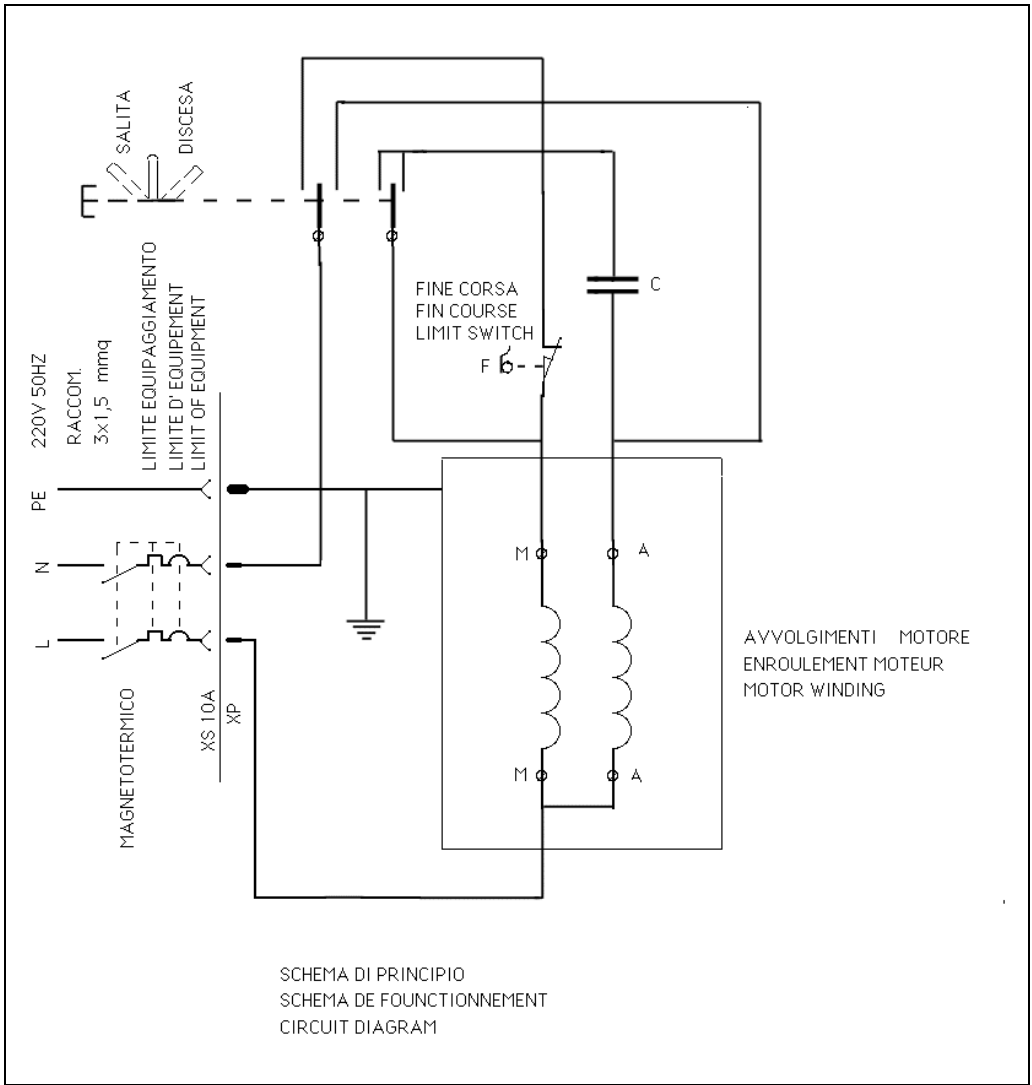 SALITA
DISCESA
220V 50HZ
RACCOM.
3x1,5 mmq
LIMITE EQUIPAGGIAMENTO
LIMITE D' EQUIPEMENT
LIMIT OF EQUIPMENT
FINE CORSA
FIN COURSE
LIMIT SWITCH
F
C
PE
N
L
MAGNETOTERMICO
XS 10A
XP
M
A
M
A
AVVOLGIMENTI MOTORE
ENROULEMENT MOTEUR
MOTOR WINDING
SCHEMA DI PRINCIPIO
SCHEMA DE FOUNCTIONNEMENT
CIRCUIT DIAGRAM